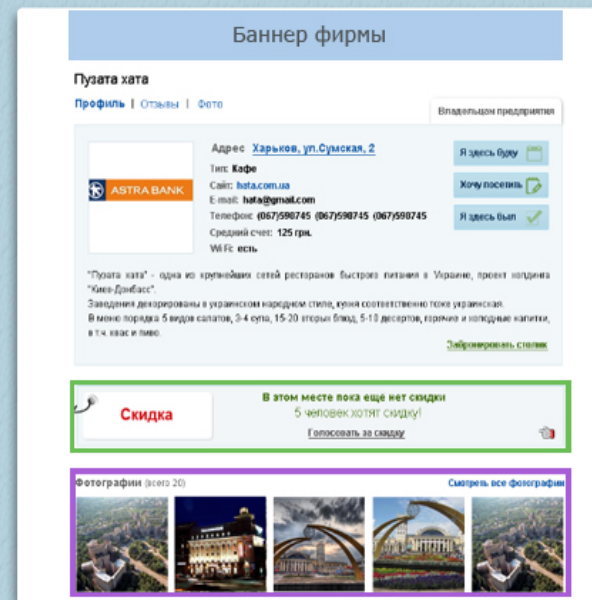 Баннер фирмы
Пузата хата
Профиль | Отзывы | Фото
Владельцам предприятия
Адрес Харьков, ул.Сумская, 2
Я здесь буду
Тип: Кафе
ASTRA BANK
Сайт: hata.com.ua
Хочу посетить
E-mail: hata@gmail.com
Телефон: (067)598745 (067)598745 (067)598745
Я здесь был
Средний счет: 125 грн.
Wi Fi: есть
"Пузата хата" - одна из крупнейших сетей ресторанов быстрого питания в Украине, проект холдинга
"Киев-Донбасс".
Заведения декорированы в украинском народном стиле, кухня соответственно тоже украинская.
В меню порядка 5 видов салатов, 3-4 супа, 15-20 вторых блюд, 5-10 десертов, горячие и холодные напитки,
в т.ч. квас и пиво.
Забронировать столик
Скидка
В этом месте пока еще нет скидки
5 человек хотят скидку!
Голосовать за скидку
Фотографии (всего 20)
Смотреть все фотографии